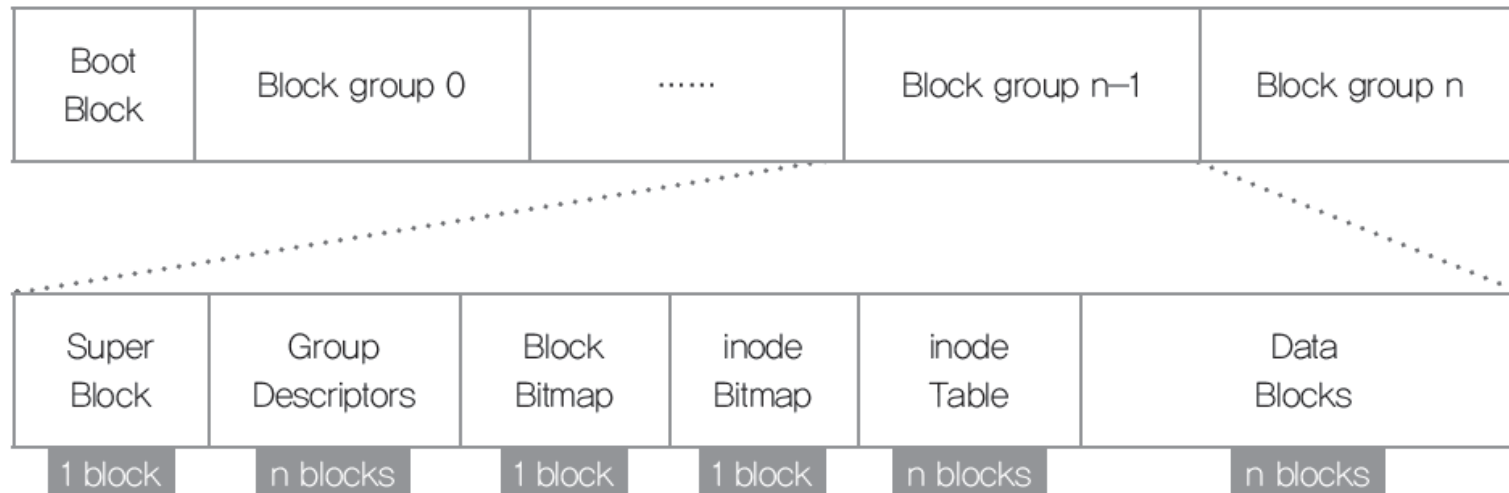 Boot
Block
Block group 0
......
Block group n-1
Block group n
Super
Block
Group
Descriptors
Block
Bitmap
inode
Bitmap
inode
Table
Data
Blocks
1 block
n blocks
1 block
1 block
n blocks
n blocks